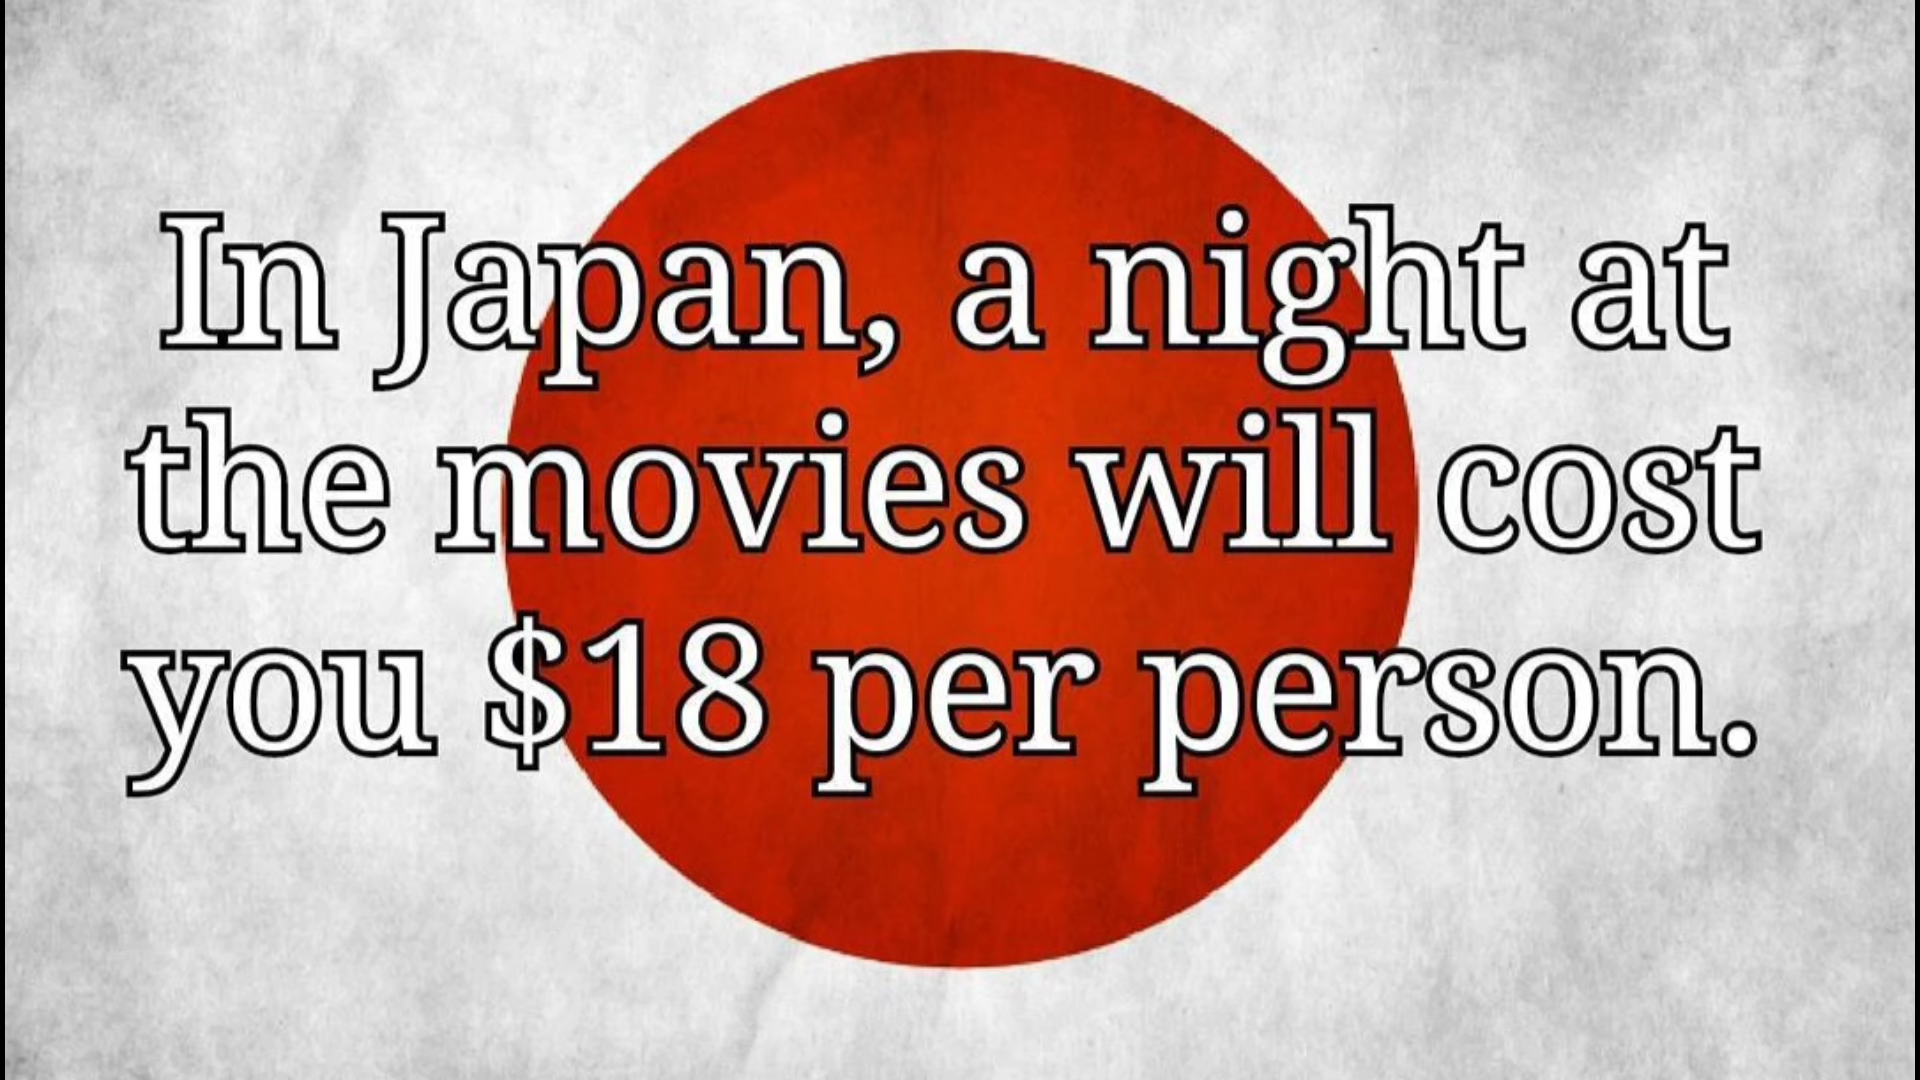 In Japan, a night at
the movies will cost
you $18 per person.